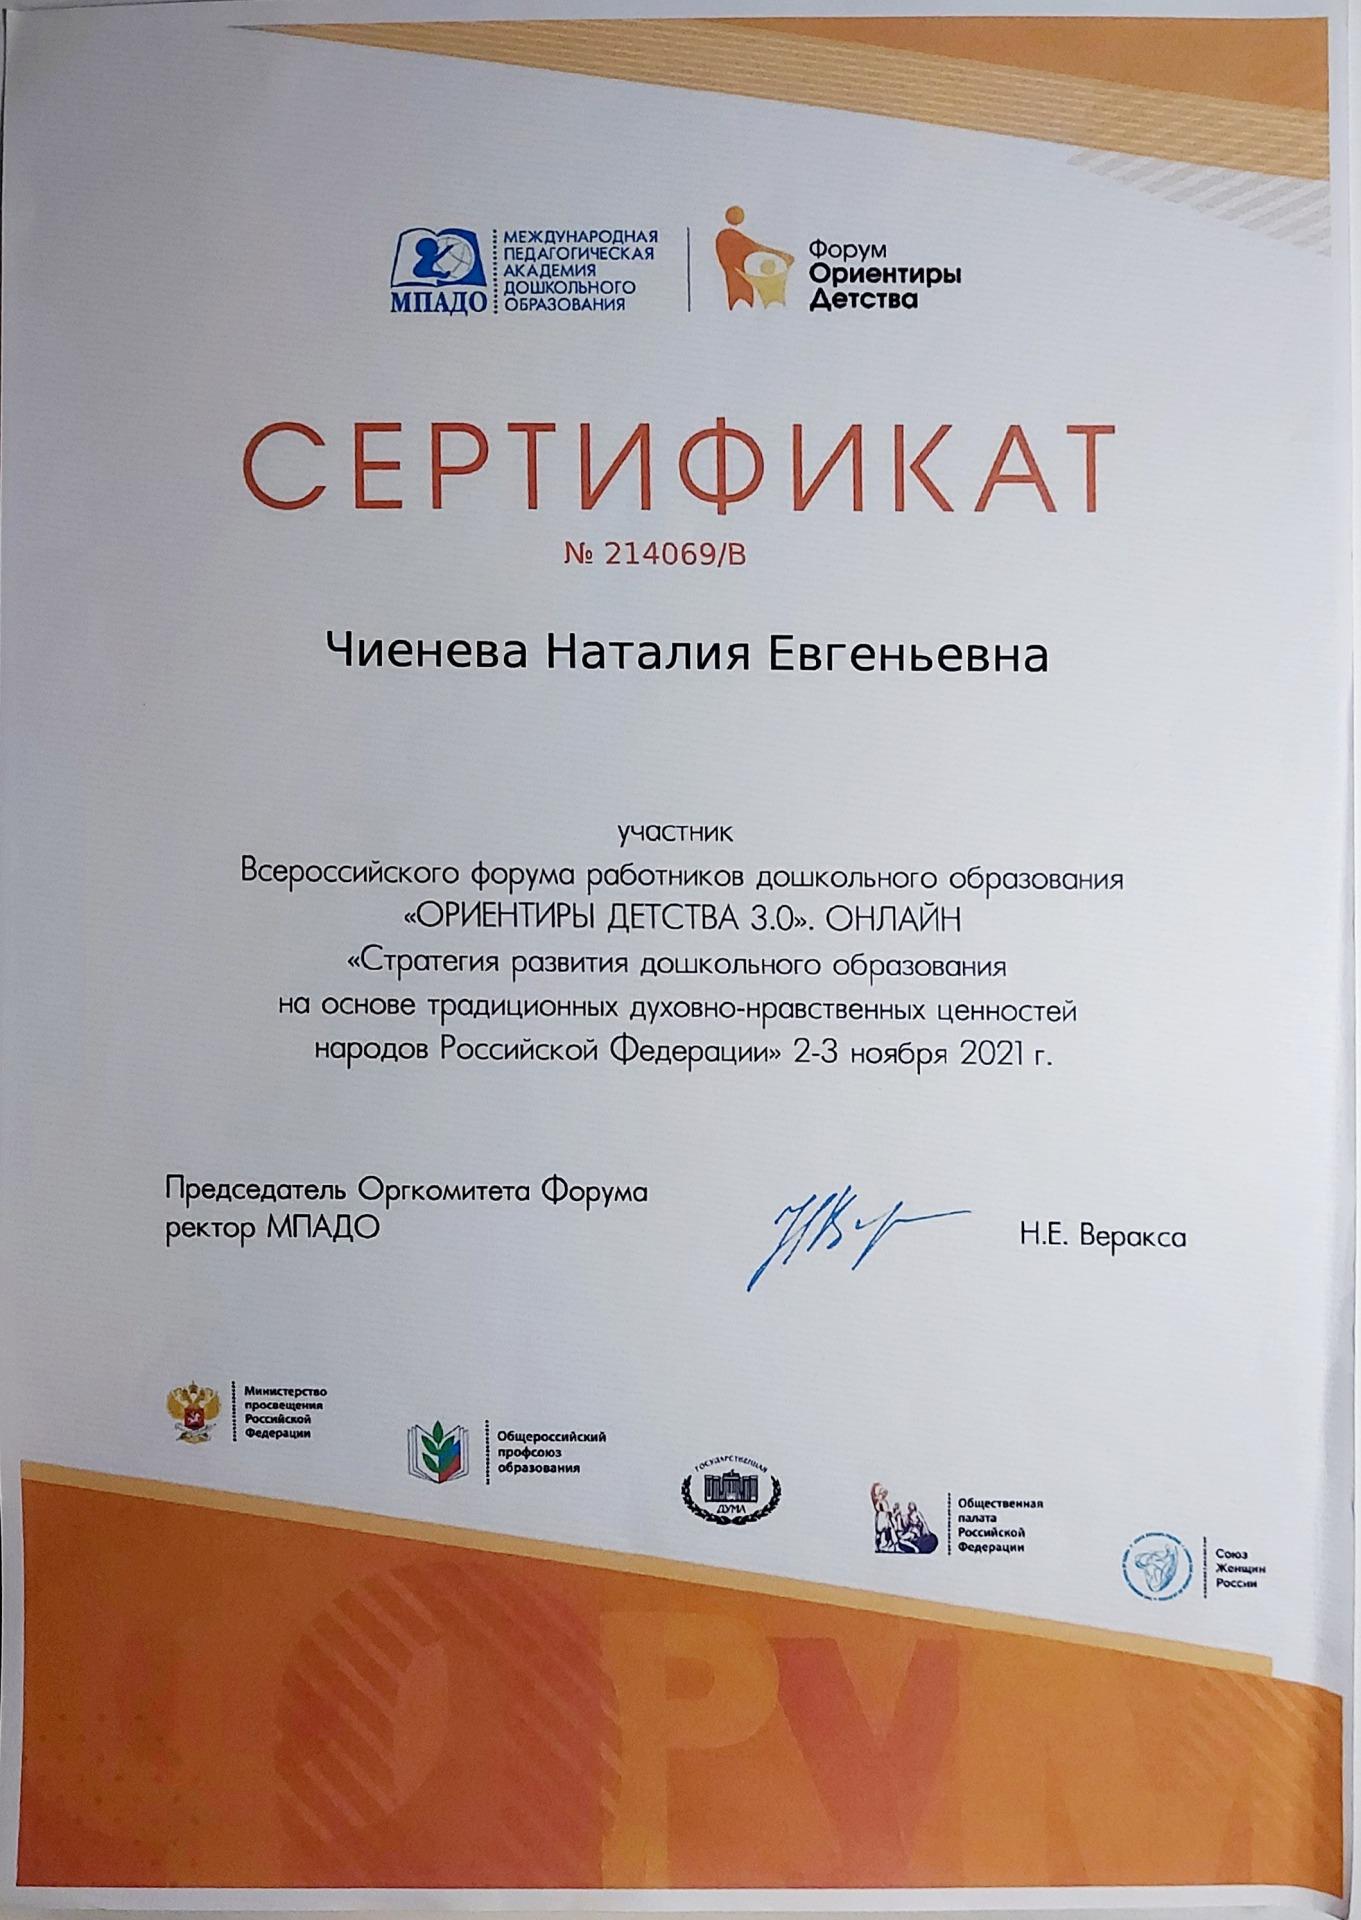 МЕЖДУНАРОДНАЯ
ПЕДАГОГИЧЕСКАЯ
АКАДЕМИЯ
ДОШКОЛЬНОГО
ОБРАЗОВАНИЯ
МПАДО
Форум
Ориентиры
Детства
СЕРТИФИКАТ
№ 214069/В
Чиенева Наталия Евгеньевна
участник
Всероссийского форума работников дошкольного образования
«ОРИЕНТИРЫ ДЕТСТВА 3.0». ОНЛАЙН
«Стратегия развития дошкольного образования
на основе традиционных духовно-нравственных ценностей
народов Российской Федерации» 2-3 ноября 2021 г.
Председатель Оргкомитета Форума
ректор МПАДО
Н.Е. Веракса
Министерство
просвещения
Российской
Федерации
Общероссийский
профсоюз
образования
ГОСУДАРСТВЕННАЯ
ДУМА
Общественная
палата
Российской
Федерации
Союз
Женщин
России
ФОРУМ